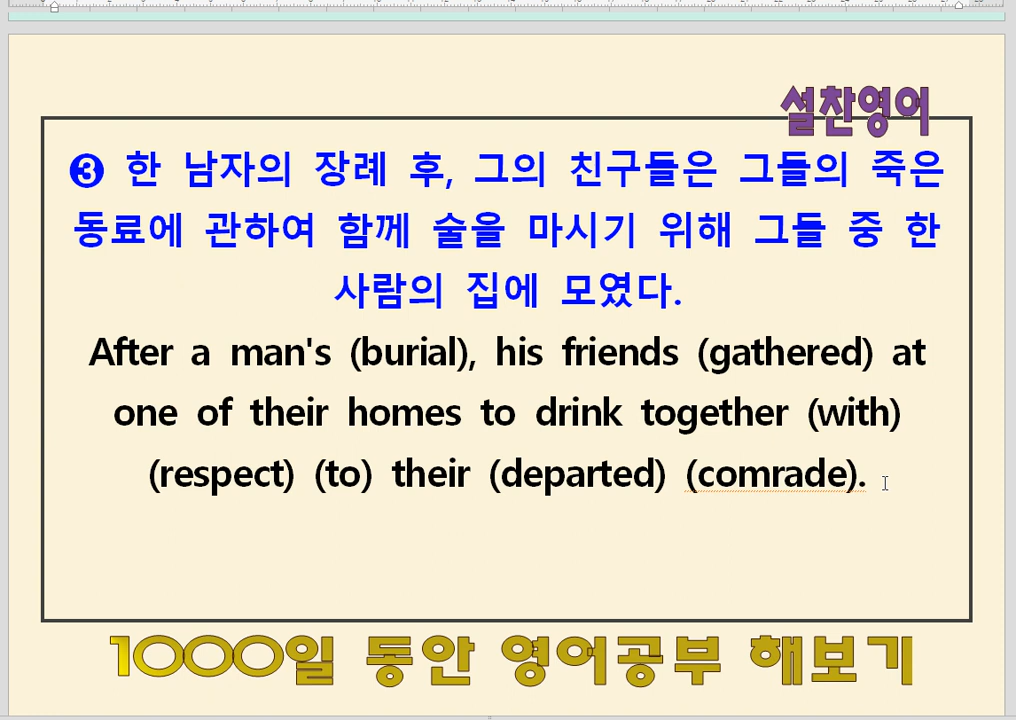 설찬영어
❸ 한 남자의 장례 후, 그의 친구들은 그들의 죽은
동료에 관하여 함께 술을 마시기 위해 그들 중 한
사람의 집에 모였다.
After a man's (burial), his friends (gathered) at
one of their homes to drink together (with)
(respect) (to) their (departed) (comrade).
1000일 동안 영어공부 해보기